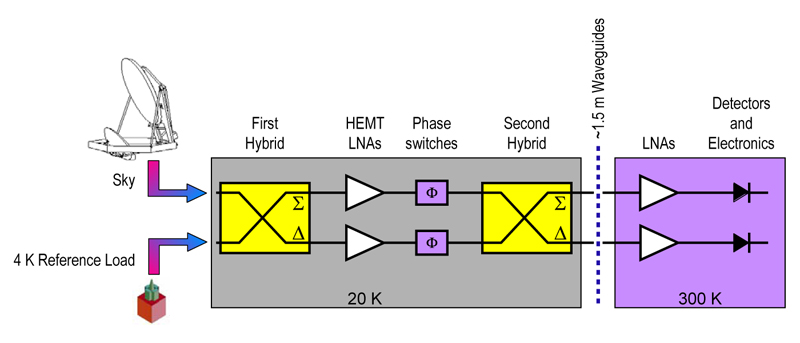 First
Hybrid
HEMT
LNAs
Phase
switches
Second
Hybrid
~1.5 m Waveguides
LNAs
Detectors
and
Electronics
Sky
4 K Reference Load
Σ
Δ
Φ
Φ
Σ
Δ
20 K
300 K